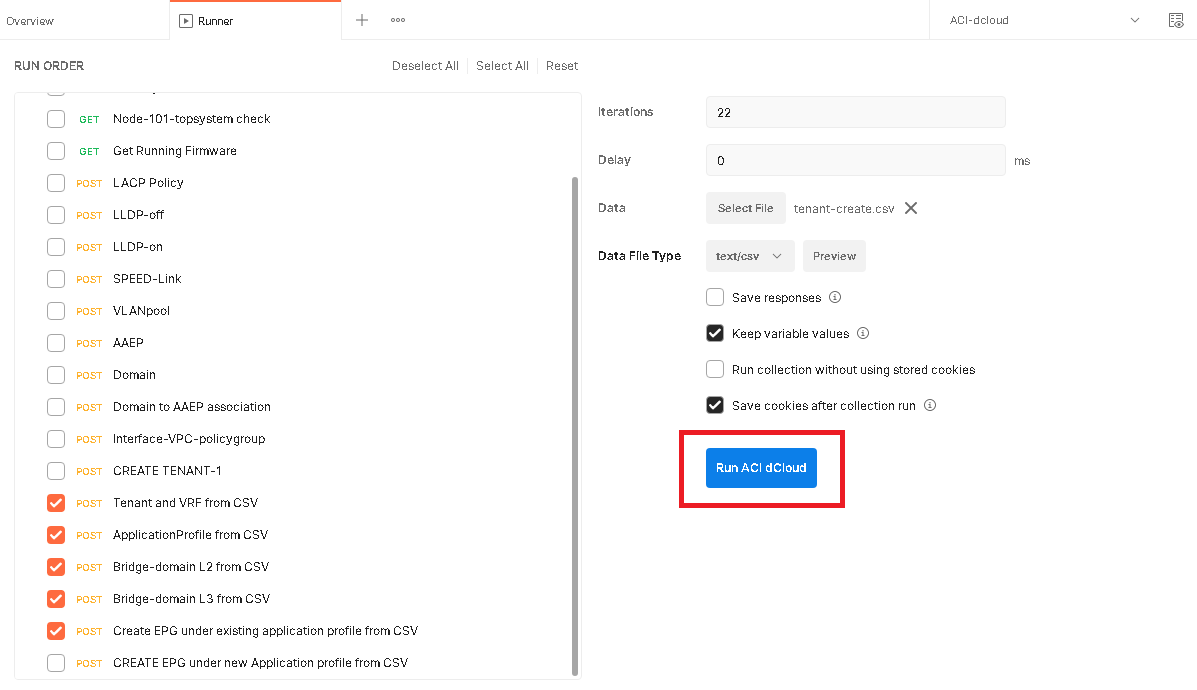 Overview
Runner
ACI-dcloud
RUN ORDER
Deselect All
Select All
Reset
GET Node-101-topsystem check
GET Get Running Firmware
POST LACP Policy
POST LLDP-off
POST LLDP-on
POST SPEED-Link
POST VLANpool
POST AAEP
POST Domain
POST Domain to AAEP association
POST Interface-VPC-policygroup
POST CREATE TENANT-1
POST Tenant and VRF from CSV
POST ApplicationProfile from CSV
POST Bridge-domain L2 from CSV
POST Bridge-domain L3 from CSV
POST Create EPG under existing application profile from CSV
POST CREATE EPG under new Application profile from CSV
Iterations 22
Delay 0 ms
Data Select File tenant-create.csv
Data File Type text/csv Preview
Save responses
Keep variable values
Run collection without using stored cookies
Save cookies after collection run
Run ACI dCloud